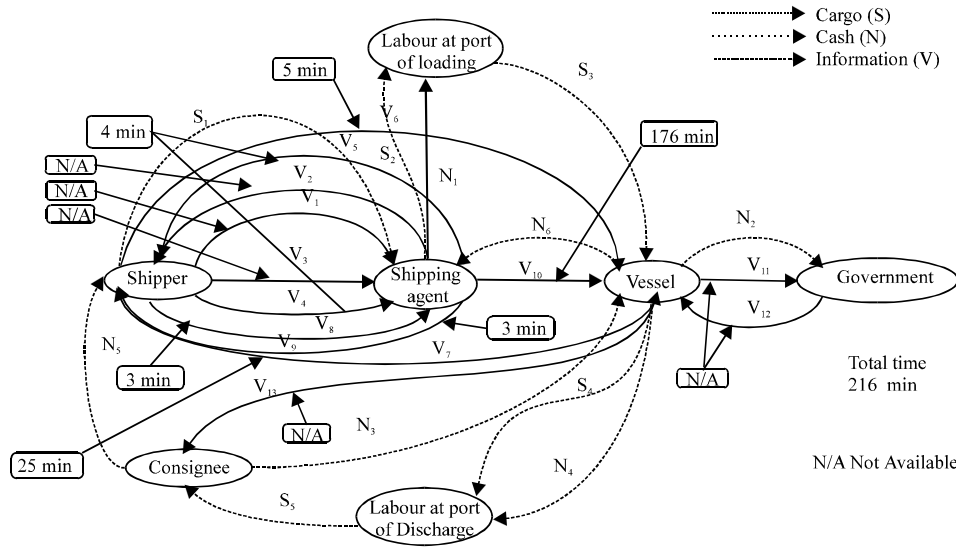 Cargo (S)
Cash (N)
Information (V)
Labour at port
of loading
5 min
S₃
S₁
V₆
4 min
V₅
176 min
S₂
N/A
V₂
N₁
N/A
V₁
N/A
N₆
N₂
V₃
Shipper
Shipping
agent
V₁₀
Vessel
V₁₁
Government
V₄
V₈
V₁₂
3 min
N₅
V₉
V₇
3 min
Total time
216 min
N/A
V₁₃
S₄
N/A
N₃
25 min
Consignee
N₄
N/A Not Available
S₅
Labour at port
of Discharge